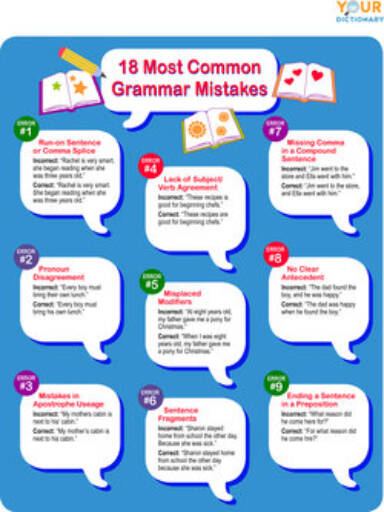 YOUR
DICTIONARY
18 Most Common
Grammar Mistakes
ERROR
#1
Run-on Sentence
or Comma Splice
Incorrect: "Rachel is very smart,
she began reading when she
was three years old."
Correct: "Rachel is very smart.
She began reading when she
was three years old."
ERROR
#2
Pronoun
Disagreement
Incorrect: "Every boy must
bring their own lunch."
Correct: "Every boy must
bring his own lunch."
ERROR
#3
Mistakes in
Apostrophe Useage
Incorrect: "My mothers cabin is
next to his' cabin."
Correct: "My mother's cabin is
next to his cabin."
ERROR
#4
Lack of Subject/
Verb Agreement
Incorrect: "These recipes is
good for beginning chefs."
Correct: "These recipes are
good for beginning chefs."
ERROR
#5
Misplaced
Modifiers
Incorrect: "At eight years old,
my father gave me a pony for
Christmas."
Correct: "When I was eight
years old, my father gave me
a pony for Christmas."
ERROR
#6
Sentence
Fragments
Incorrect: "Sharon stayed
home from school the other day.
Because she was sick."
Correct: "Sharon stayed home
from school the other day
because she was sick."
ERROR
#7
Missing Comma
in a Compound
Sentence
Incorrect: "Jim went to the
store and Ella went with him."
Correct: "Jim went to the store,
and Ella went with him."
ERROR
#8
No Clear
Antecedent
Incorrect: "The dad found the
boy, and he was happy."
Correct: "The dad was happy
when he found the boy."
ERROR
#9
Ending a Sentence
in a Preposition
Incorrect: "What reason did
he come here for?"
Correct: "For what reason did
he come here?"